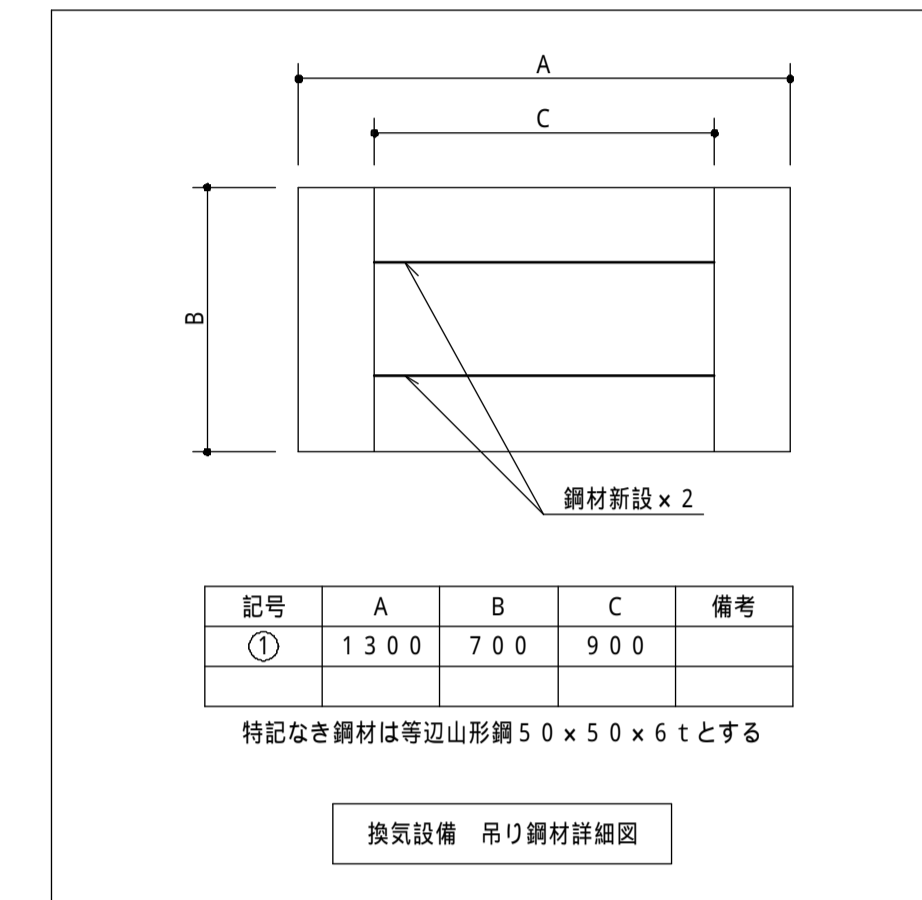 A
C
B
鋼材新設×２
記号 A B C 備考
① １３００ ７００ ９００
特記なき鋼材は等辺山形鋼５０×５０×６ｔとする
換気設備　吊り鋼材詳細図